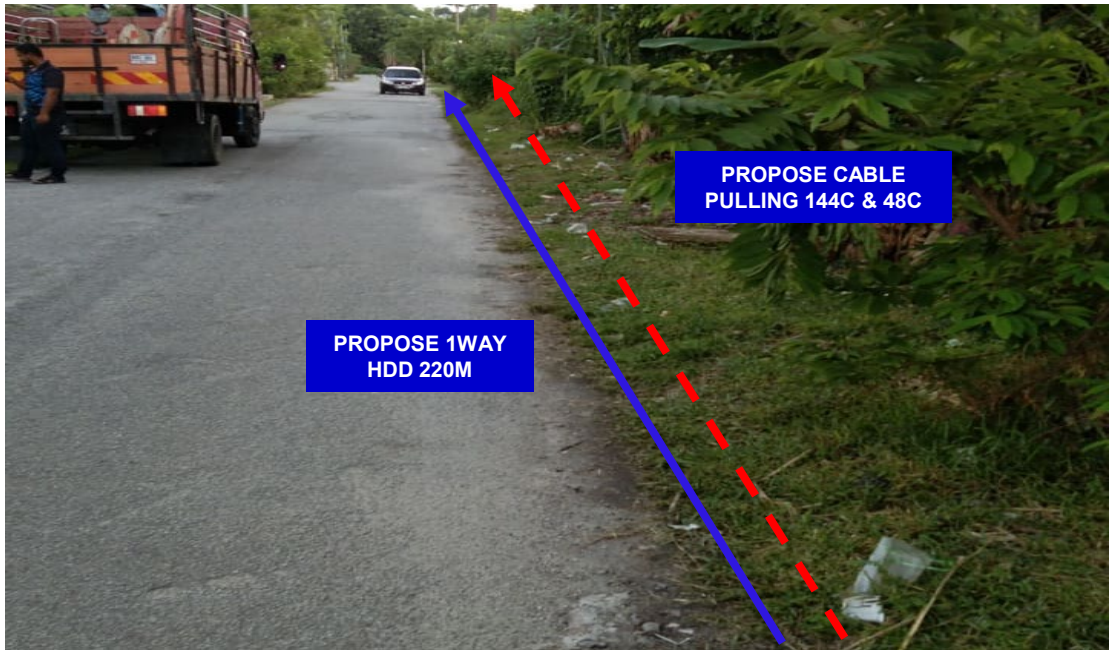 PROPOSE CABLE
PULLING 144C & 48C
PROPOSE 1WAY
HDD 220M